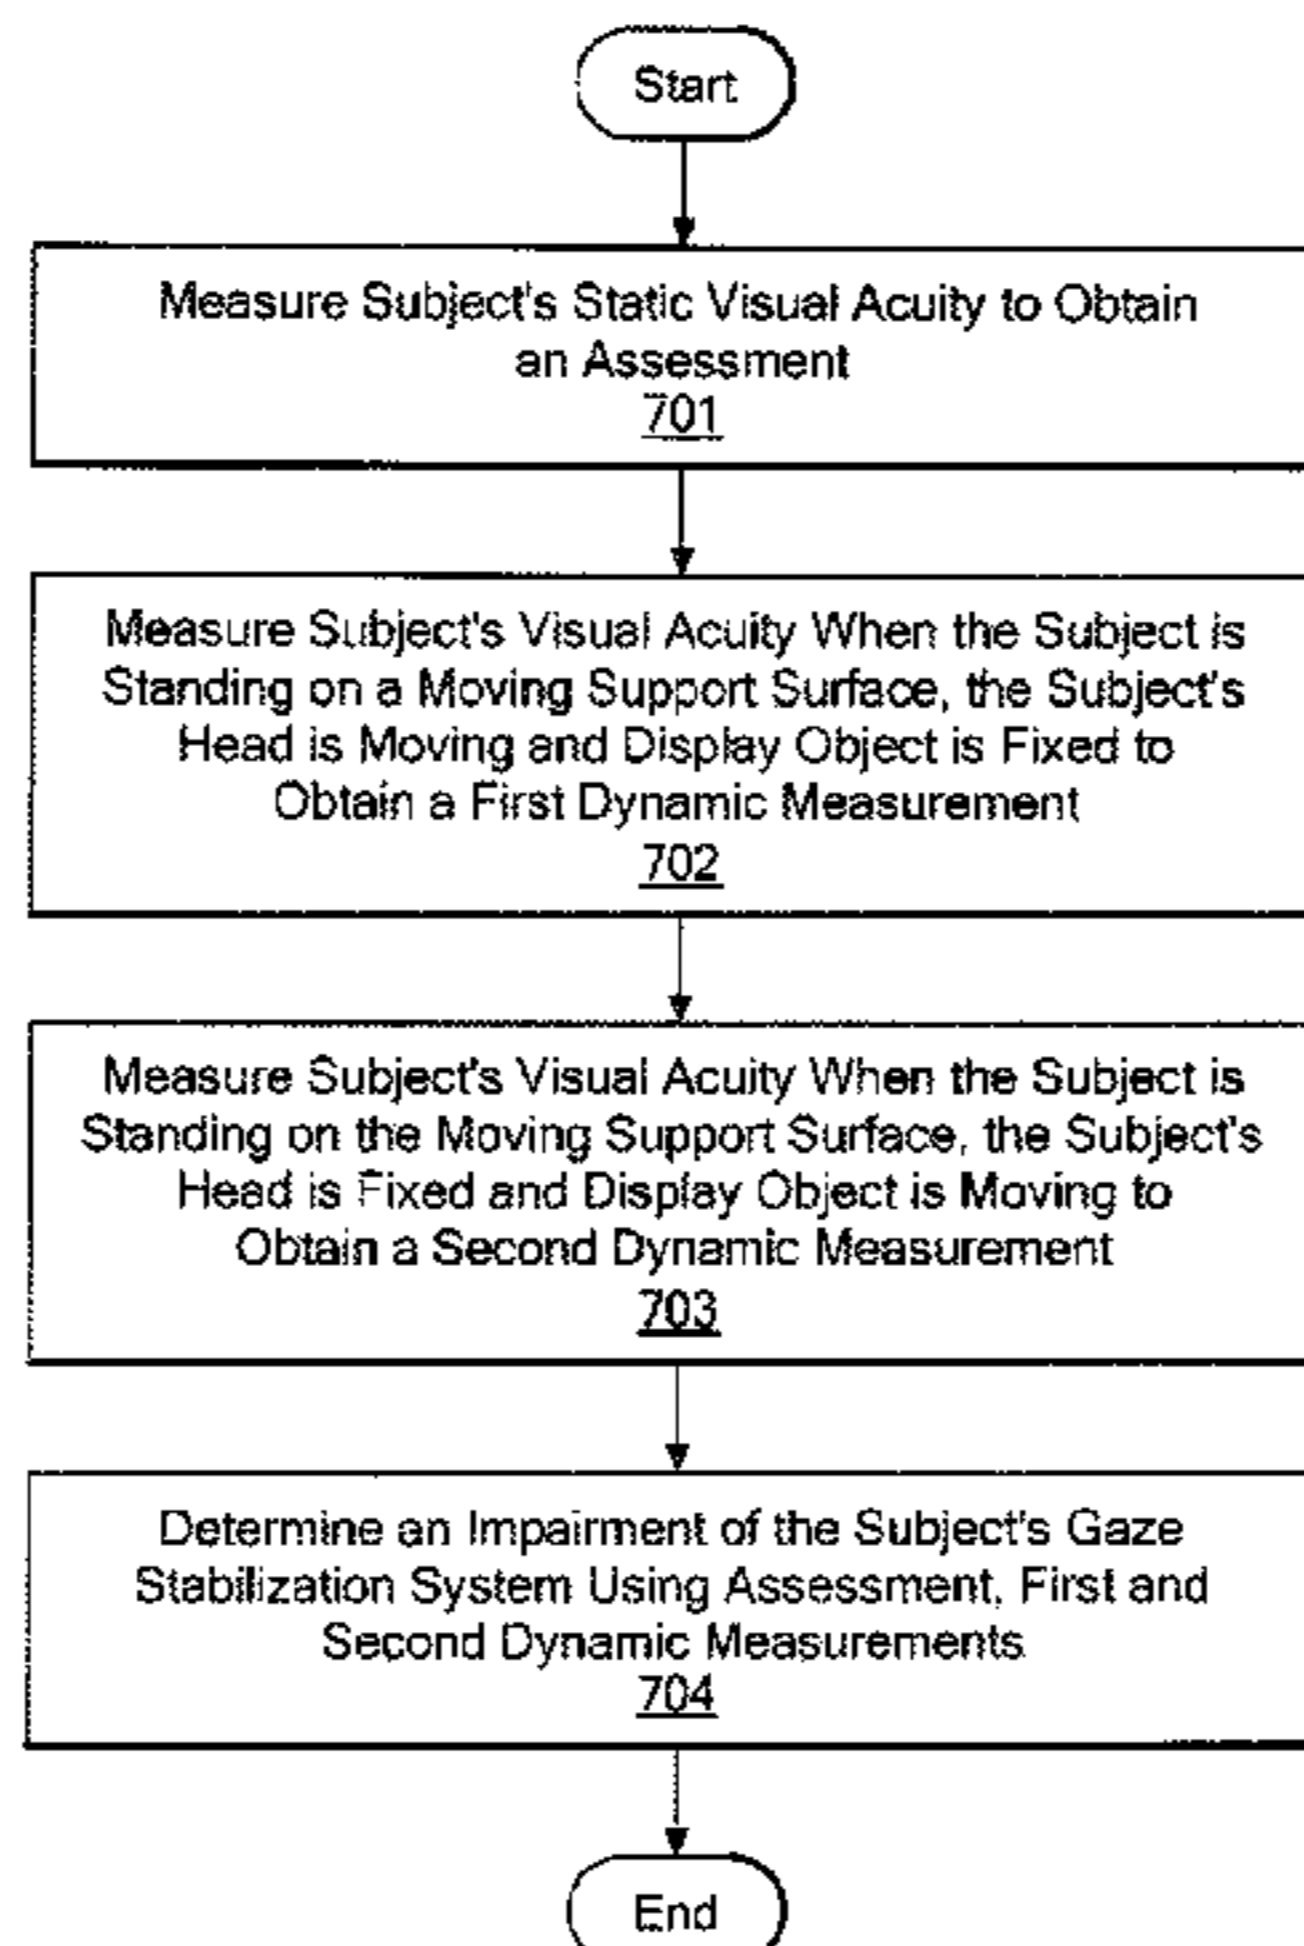 Start
Measure Subject's Static Visual Acuity to Obtain
an Assessment
701
Measure Subject's Visual Acuity When the Subject is
Standing on a Moving Support Surface, the Subject's
Head is Moving and Display Object is Fixed to
Obtain a First Dynamic Measurement
702
Measure Subject's Visual Acuity When the Subject is
Standing on the Moving Support Surface, the Subject's
Head is Fixed and Display Object is Moving to
Obtain a Second Dynamic Measurement
703
Determine an Impairment of the Subject's Gaze
Stabilization System Using Assessment, First and
Second Dynamic Measurements
704
End